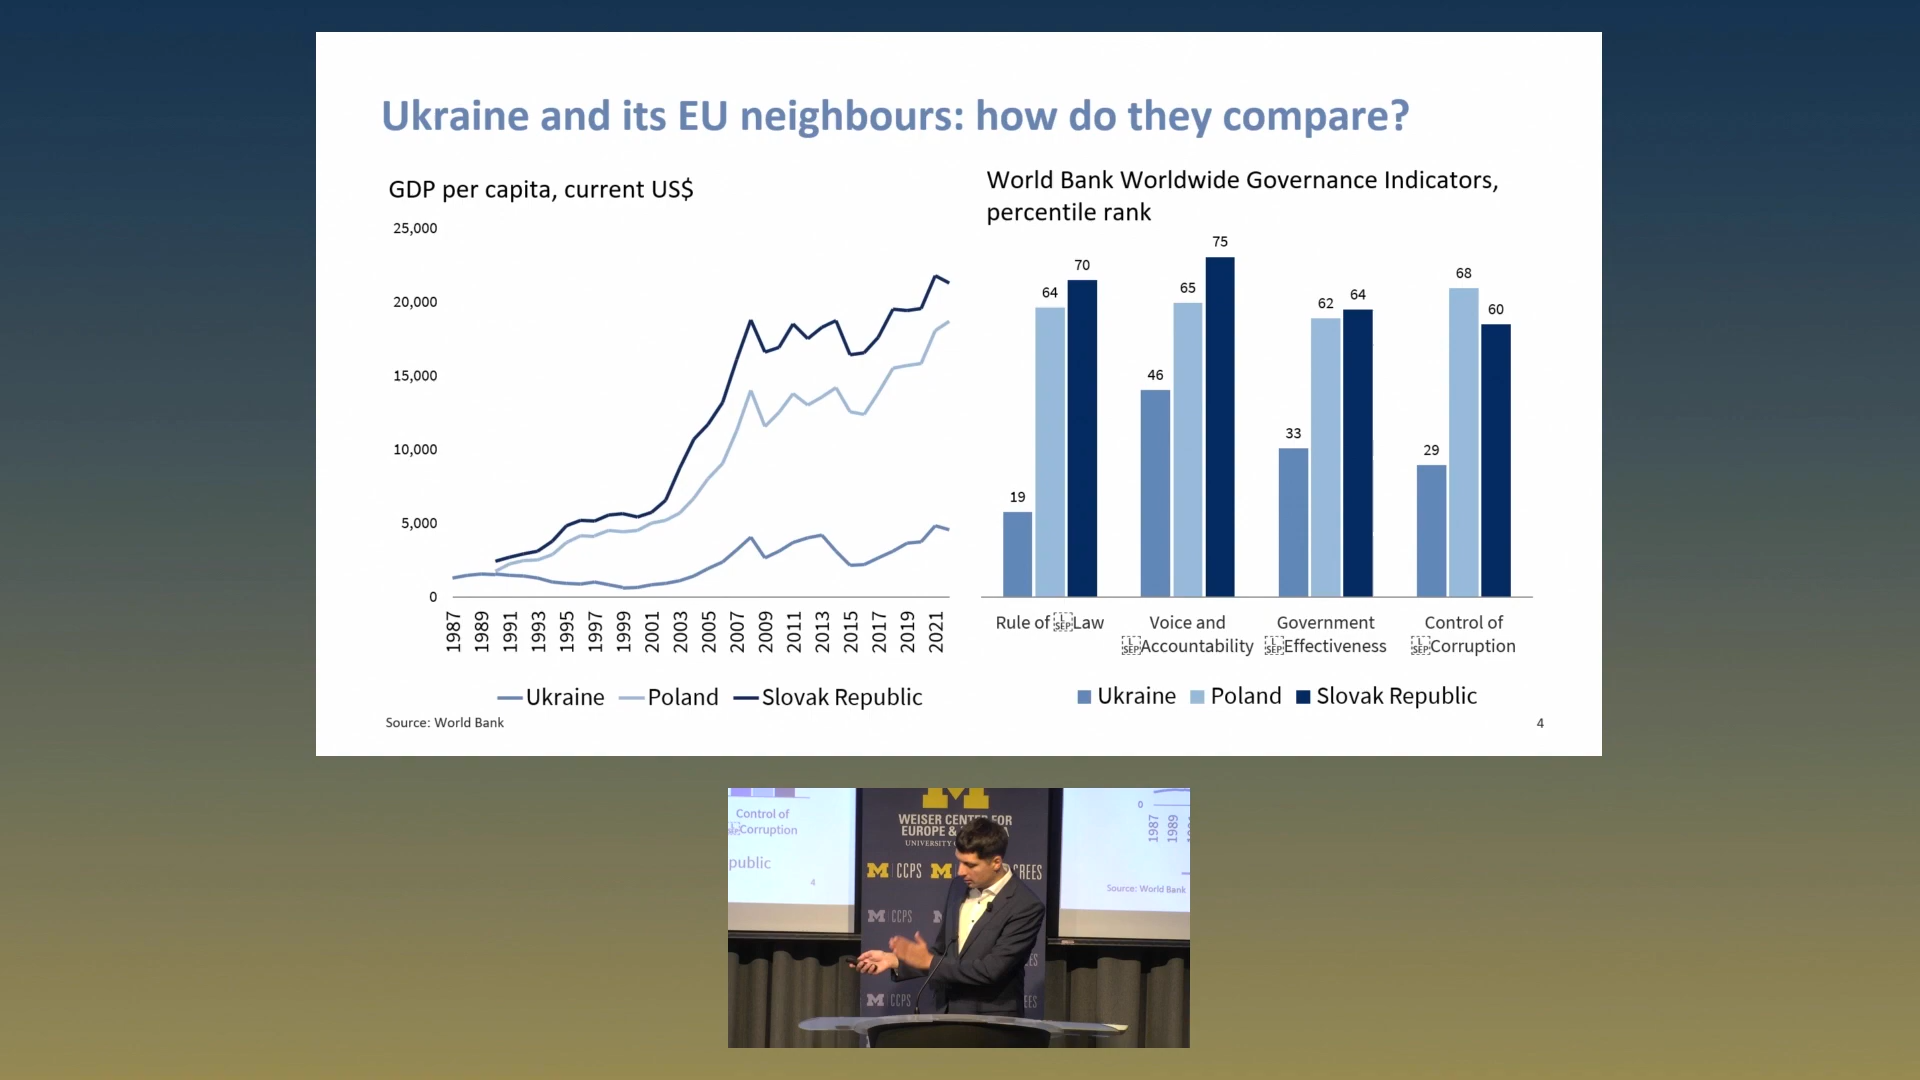 Ukraine and its EU neighbours: how do they compare?
GDP per capita, current US$
25,000
20,000
15,000
10,000
5,000
0
1987
1989
1991
1993
1995
1997
1999
2001
2003
2005
2007
2009
2011
2013
2015
2017
2019
2021
Ukraine Poland Slovak Republic
Source: World Bank
World Bank Worldwide Governance Indicators,
percentile rank
19
64
70
46
65
75
33
62
64
29
68
60
Rule of Law
Voice and
Accountability
Government
Effectiveness
Control of
Corruption
Ukraine Poland Slovak Republic
4
Control of
Corruption
public
4
M
WEISER CENTER FOR
EUROPE &
UNIVERSITY
M CCPS M CREES
M CCPS
M CCPS
0
1987
1989
Source: World Bank